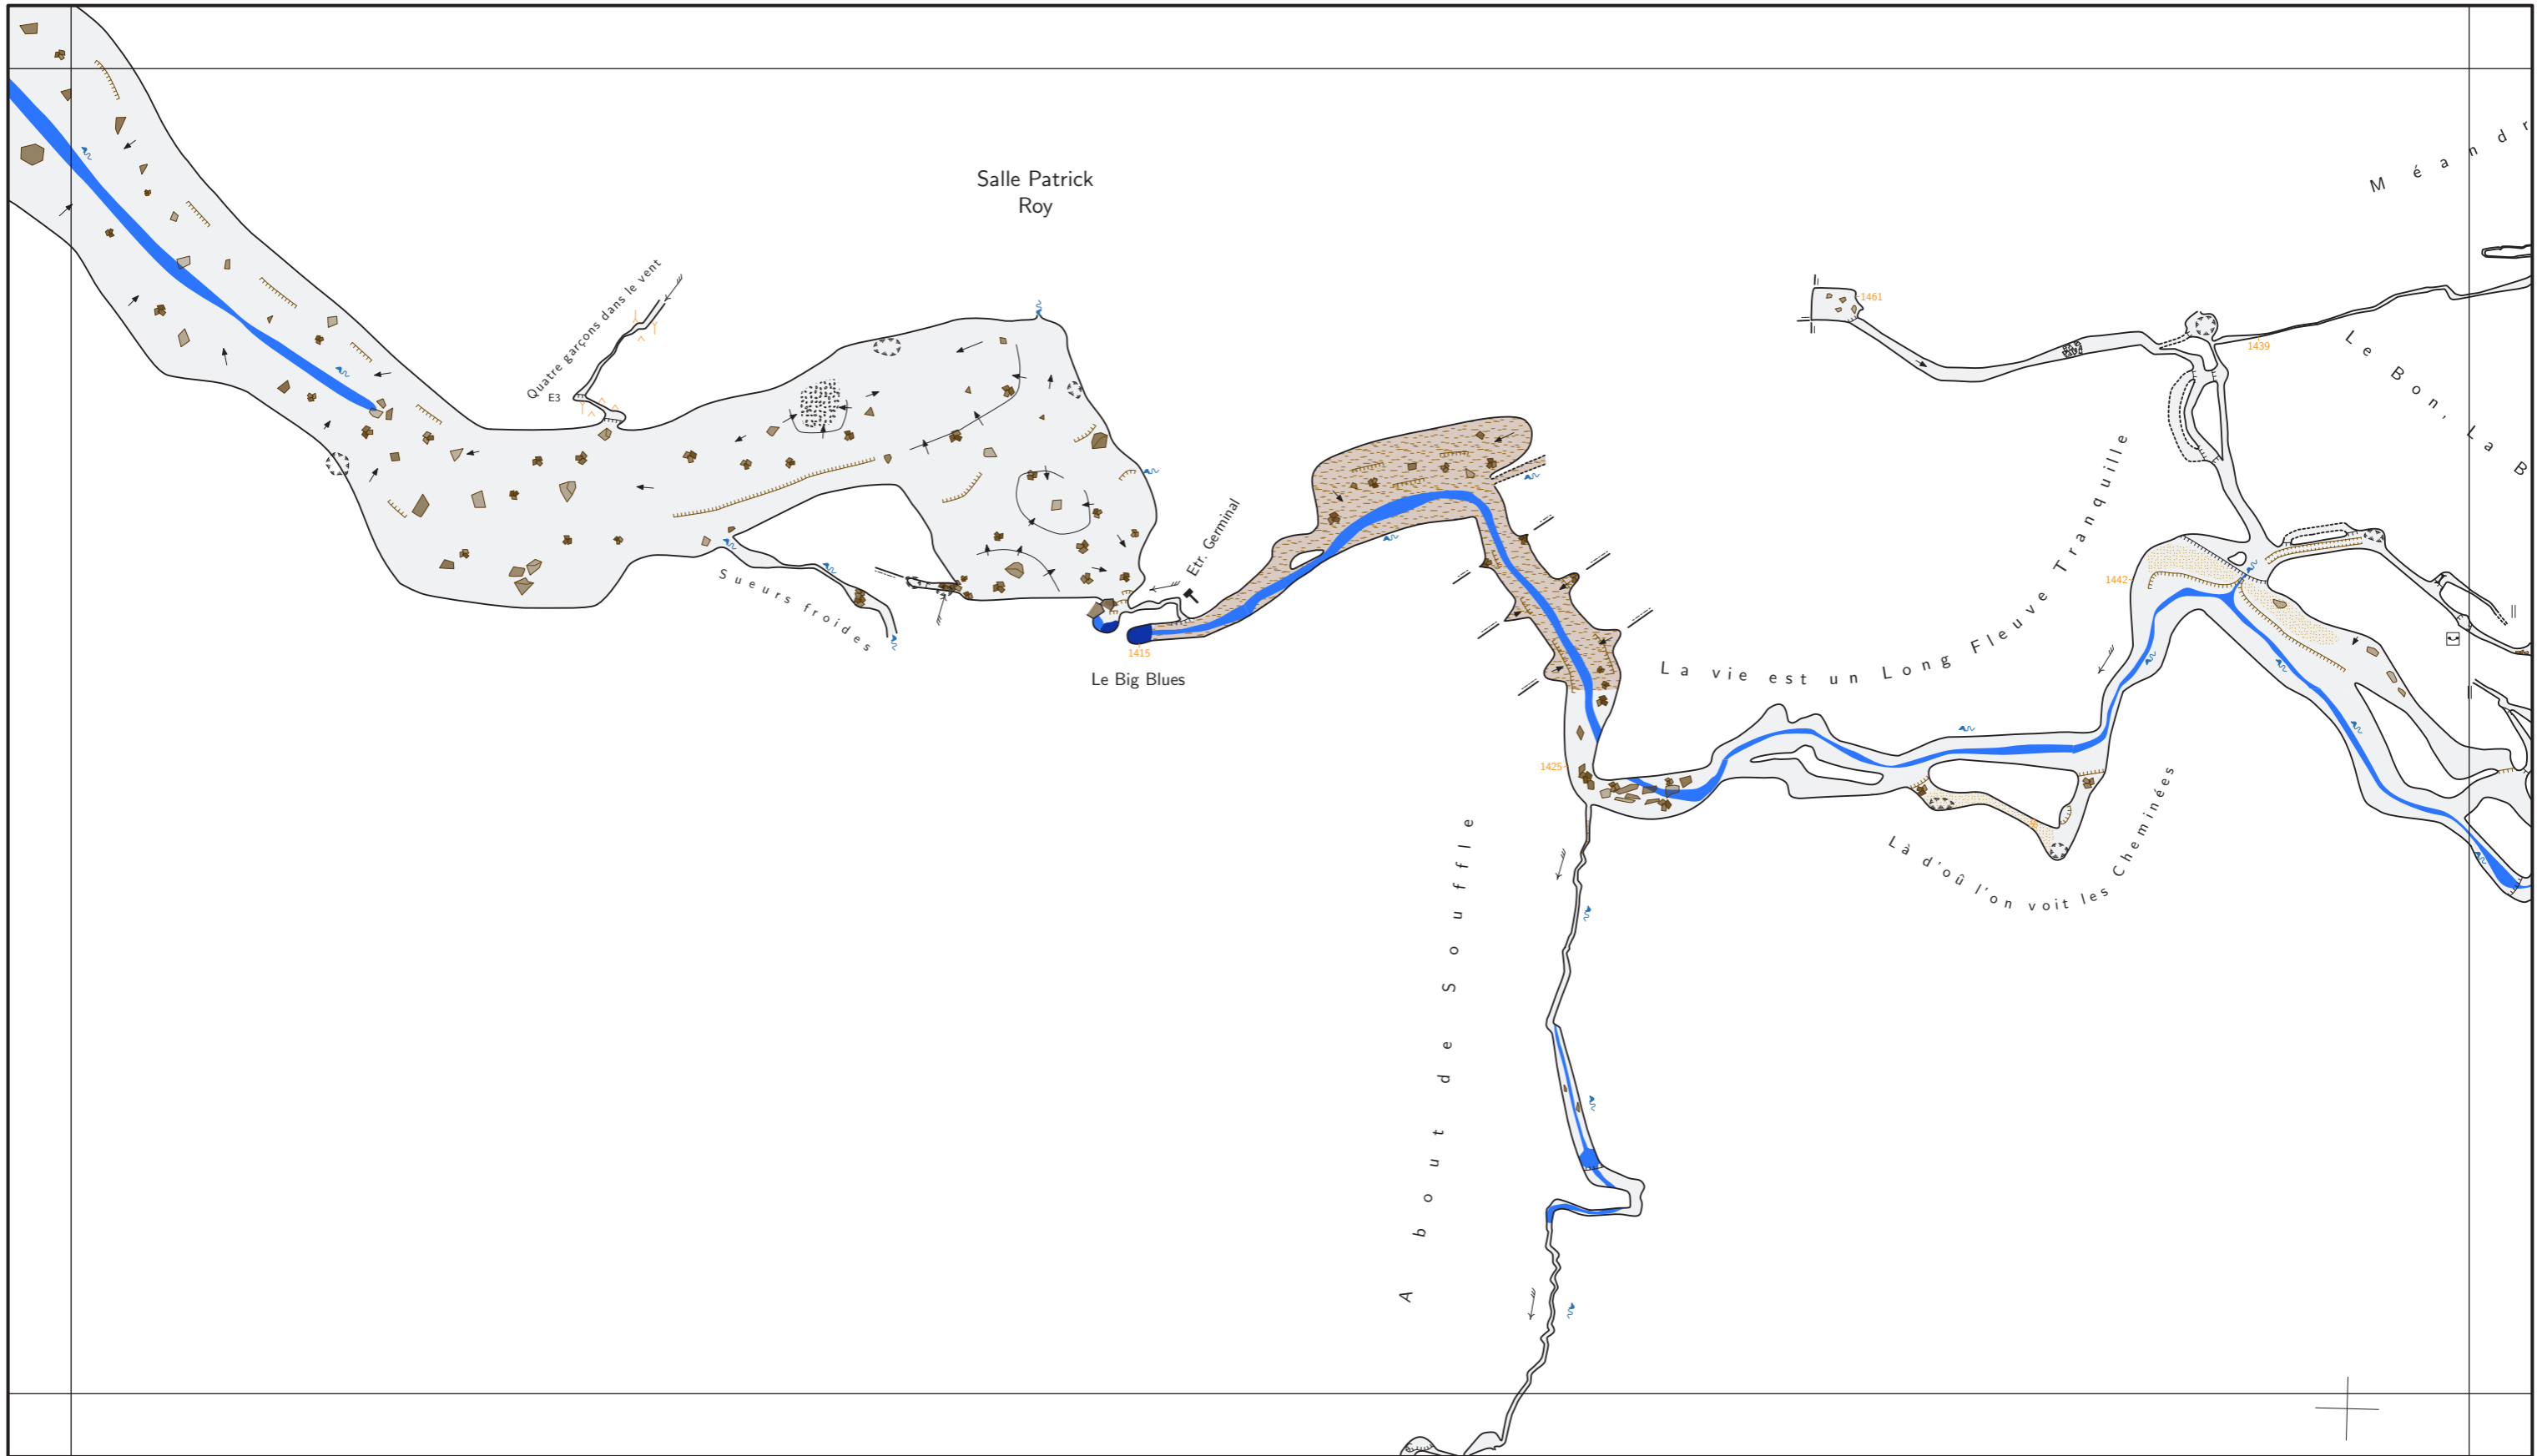 Salle Patrick
Roy
M é a n d r
Quatre garçons dans le vent
E3
1461
1439
Le Bon, La B
Etr. Germinal
1442
Sueurs froides
1415
Le Big Blues
La vie est un Long Fleuve Tranquille
1425
Là d'oû l'on voit les Cheminées
A bout de Souffle